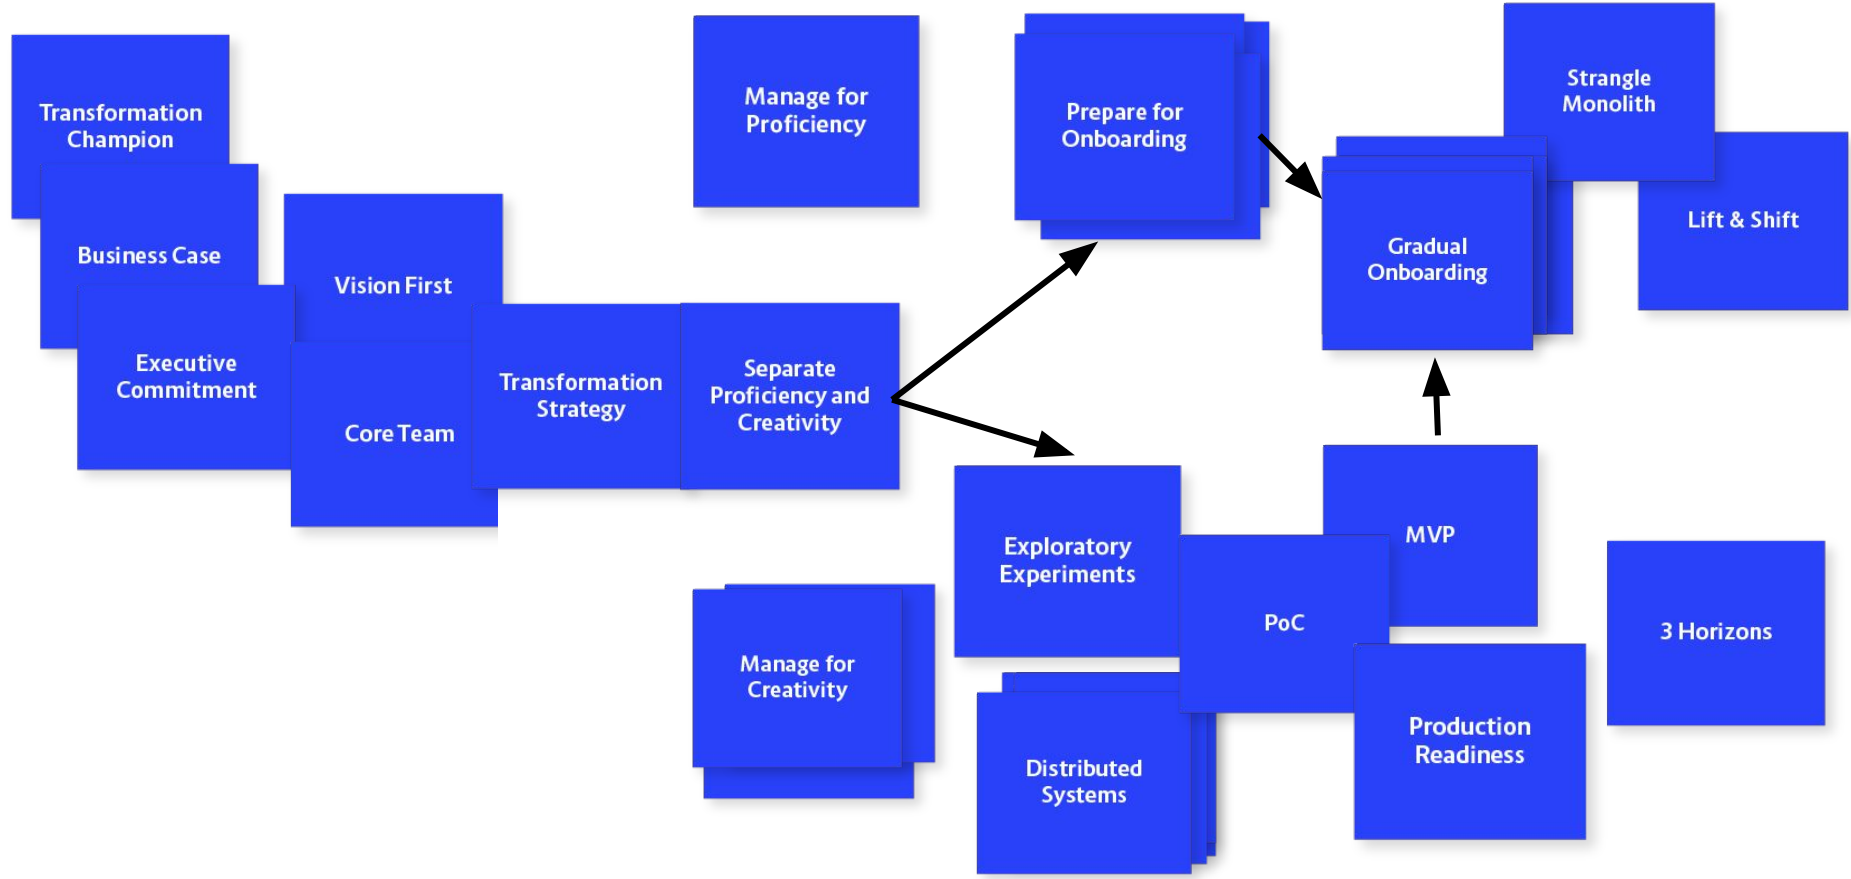 Transformation
Champion
Business Case
Executive
Commitment
Vision First
Core Team
Transformation
Strategy
Separate
Proficiency and
Creativity
Manage for
Proficiency
Manage for
Creativity
Prepare for
Onboarding
Exploratory
Experiments
Distributed
Systems
PoC
MVP
Production
Readiness
Gradual
Onboarding
Strangle
Monolith
Lift & Shift
3 Horizons